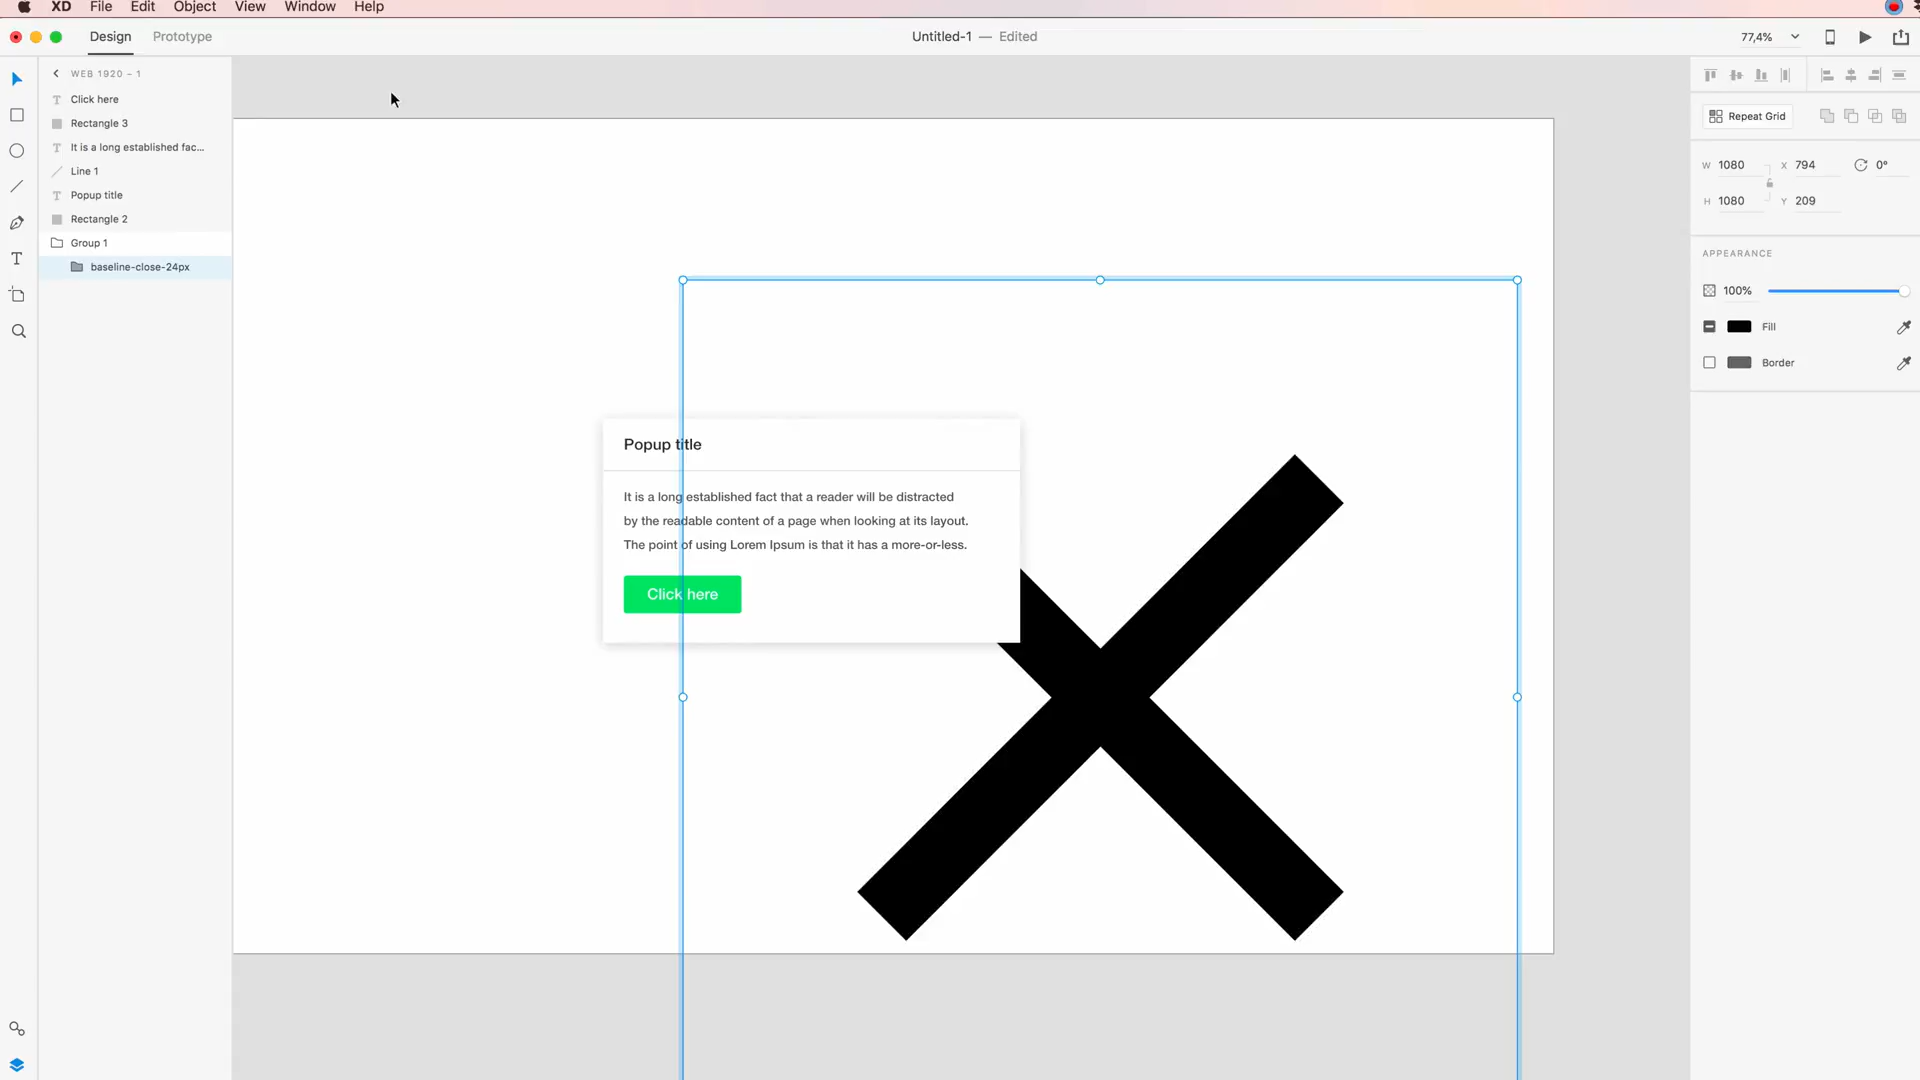 XD File Edit Object View Window Help
Design Prototype
Untitled-1 — Edited
77,4%
WEB 1920 – 1
Click here
Rectangle 3
It is a long established fac...
Line 1
Popup title
Rectangle 2
Group 1
baseline-close-24px
Popup title
It is a long established fact that a reader will be distracted
by the readable content of a page when looking at its layout.
The point of using Lorem Ipsum is that it has a more-or-less.
Click here
Repeat Grid
W 1080 X 794 0°
H 1080 Y 209
APPEARANCE
100%
Fill
Border